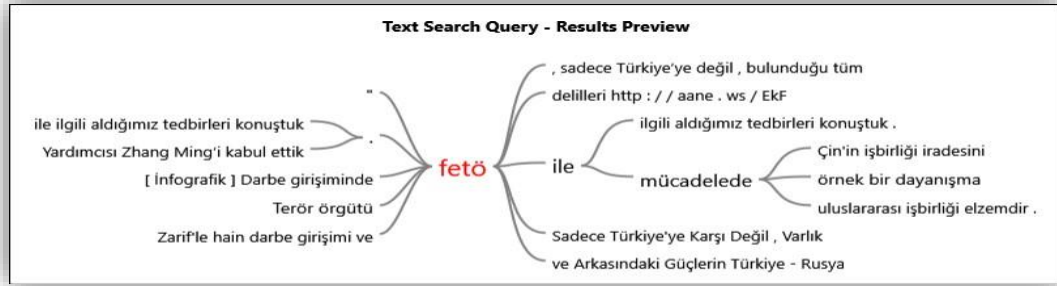 Text Search Query - Results Preview
"
ile ilgili aldığımız tedbirleri konuştuk
Yardımcısı Zhang Ming'i kabul ettik
.
[ İnfografik ] Darbe girişiminde
Terör örgütü
Zarif'le hain darbe girişimi ve
fetö
, sadece Türkiye'ye değil , bulunduğu tüm
delilleri http : / / aane . ws / EkF
ile
ilgili aldığımız tedbirleri konuştuk .
mücadelede
Çin'in işbirliği iradesini
örnek bir dayanışma
uluslararası işbirliği elzemdir .
Sadece Türkiye'ye Karşı Değil , Varlık
ve Arkasındaki Güçlerin Türkiye - Rusya